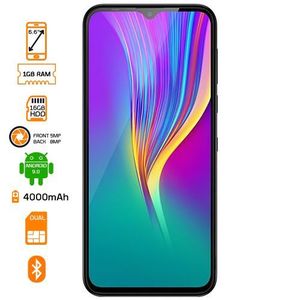 6.6"
1GB RAM
16GB
HDD
FRONT 5MP
BACK 8MP
ANDROID
9.0
4000mAh
DUAL